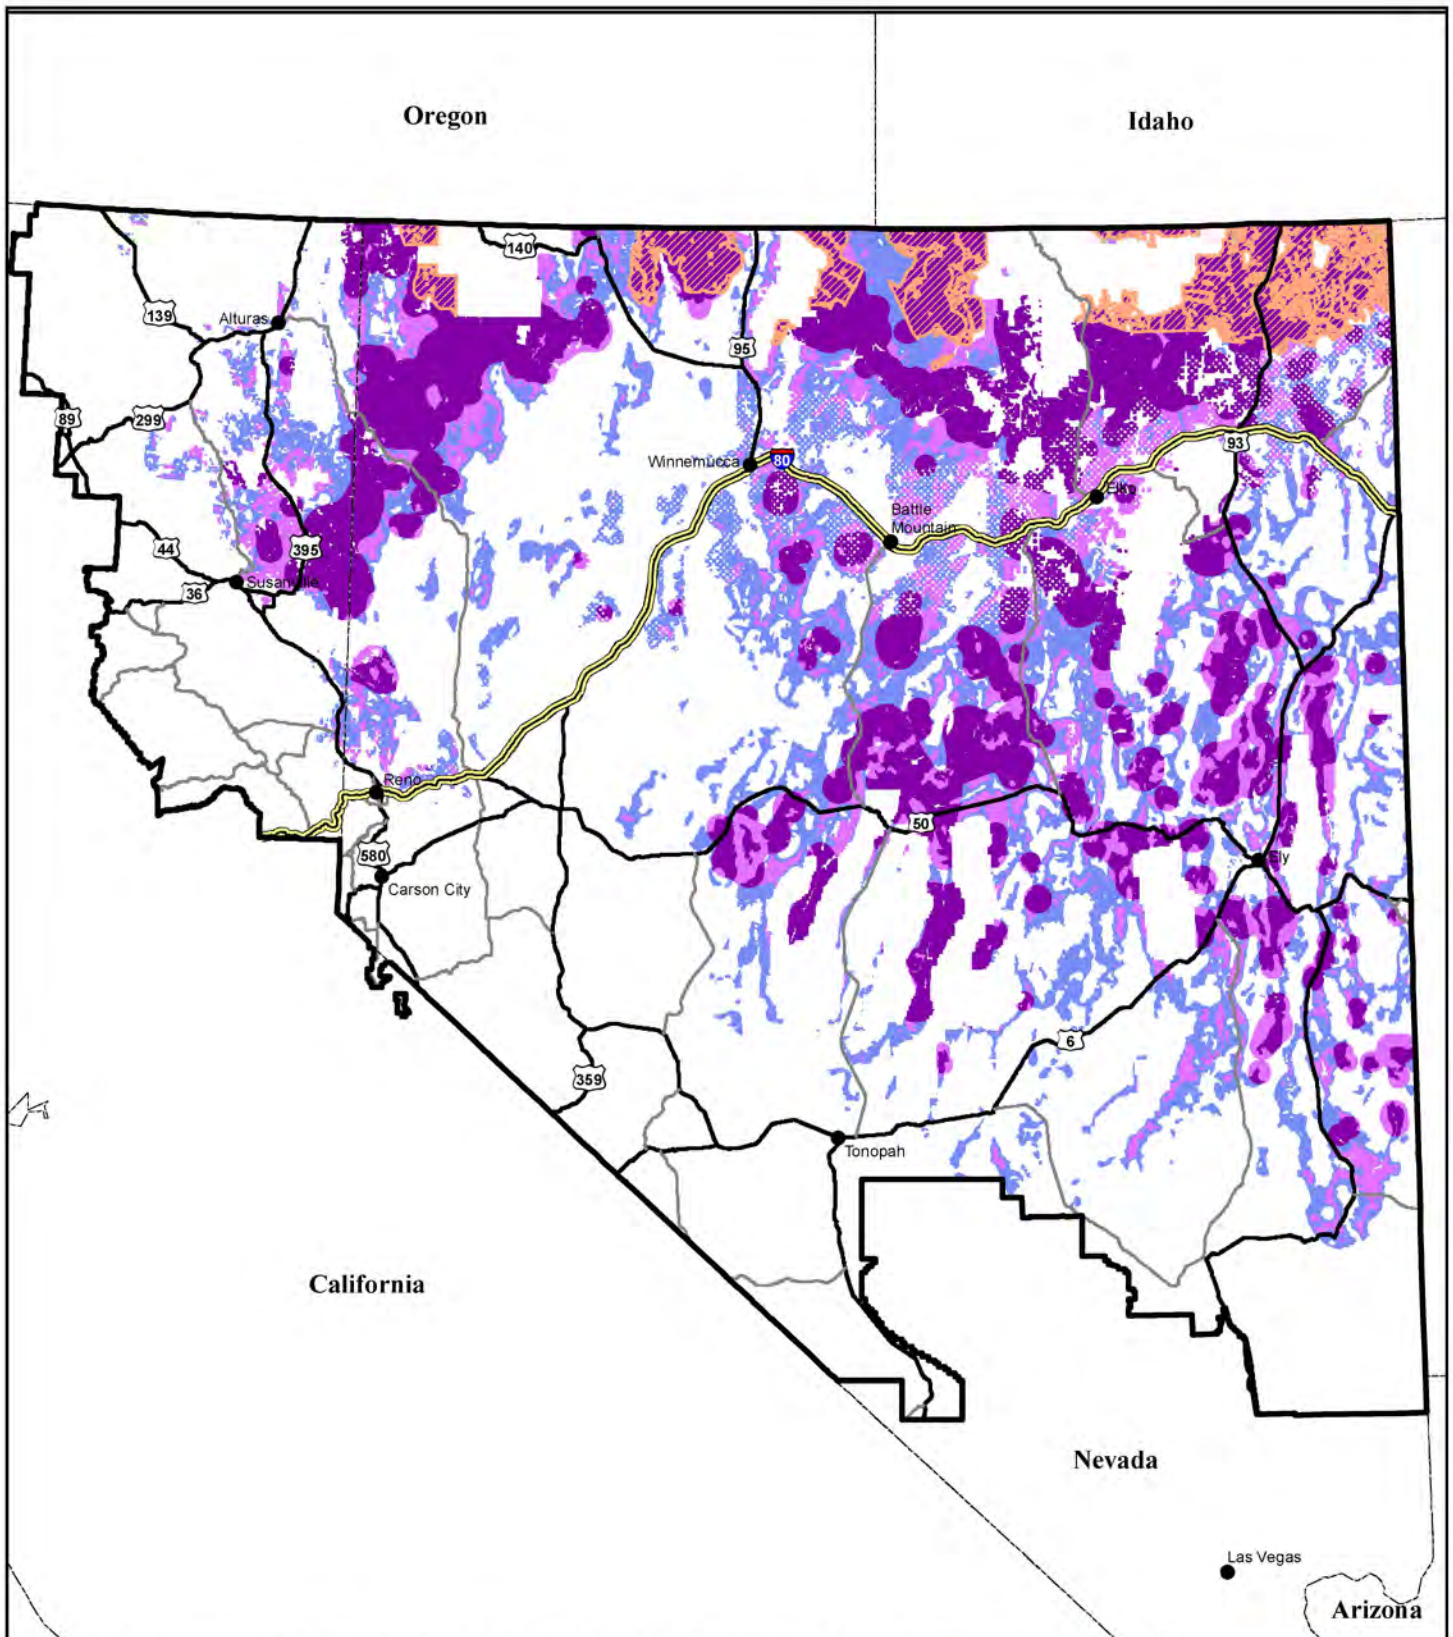 Oregon
Idaho
140
139
Alturas
95
89
299
93
Winnemucca
80
Elko
Battle
Mountain
44
395
Susanville
36
Reno
50
580
Ely
Carson City
6
359
Tonopah
California
Nevada
Las Vegas
Arizona